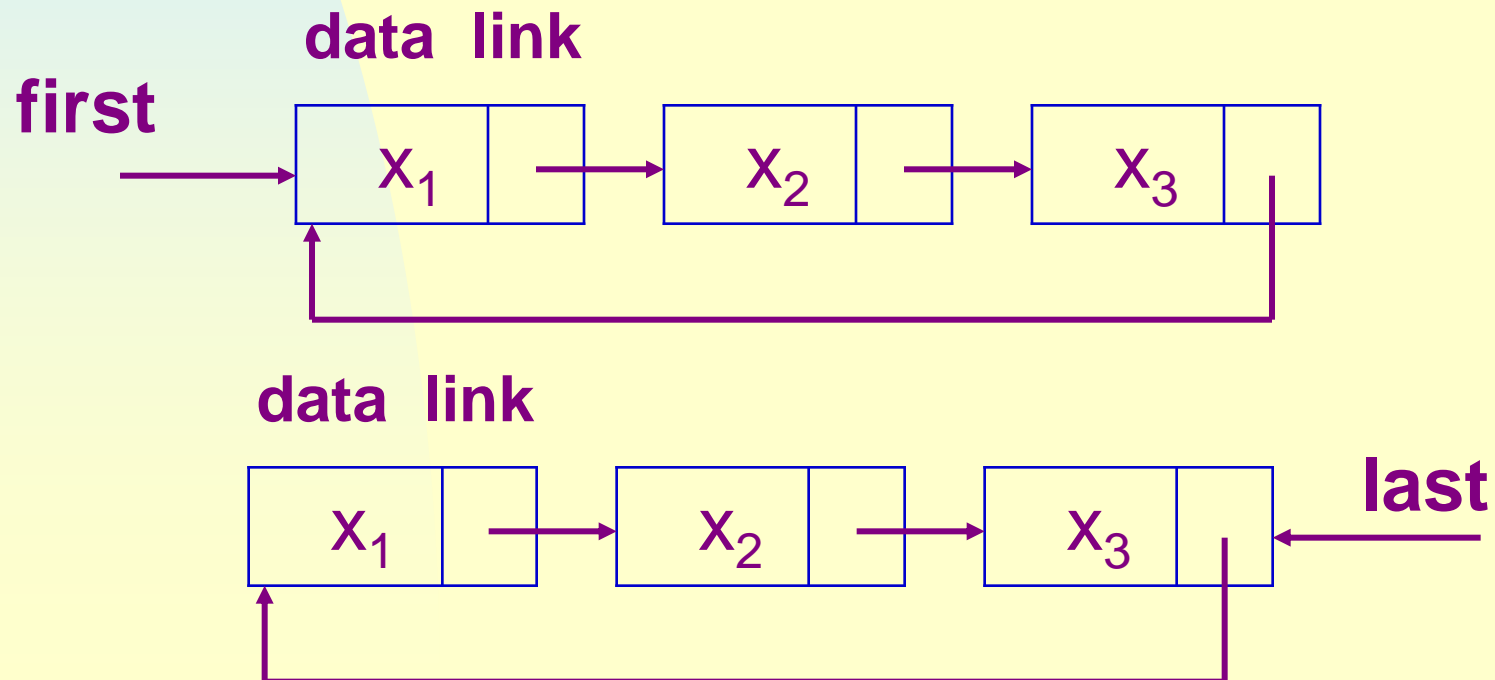 data link
first
x₁ x₂ x₃
data link
last
x₁ x₂ x₃